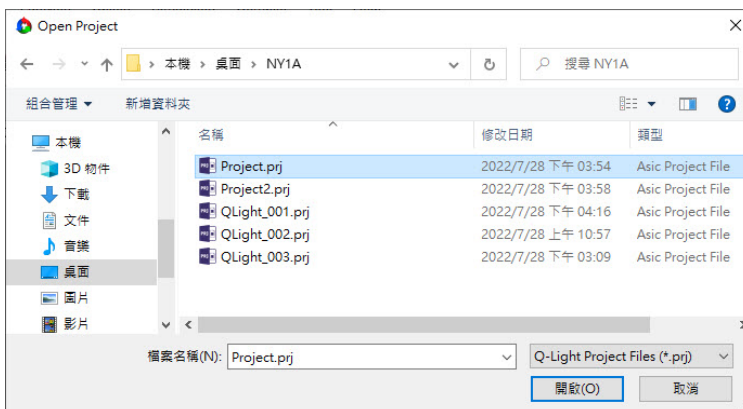 Open Project
本機 › 桌面 › NY1A
搜尋 NY1A
組合管理 新增資料夾
本機
3D 物件
下載
文件
音樂
桌面
圖片
影片
名稱 修改日期 類型
Project.prj 2022/7/28 下午 03:54 Asic Project File
Project2.prj 2022/7/28 下午 03:58 Asic Project File
QLight_001.prj 2022/7/28 下午 04:16 Asic Project File
QLight_002.prj 2022/7/28 上午 10:57 Asic Project File
QLight_003.prj 2022/7/28 下午 03:09 Asic Project File
檔案名稱(N): Project.prj Q-Light Project Files (*.prj)
開啟(O) 取消